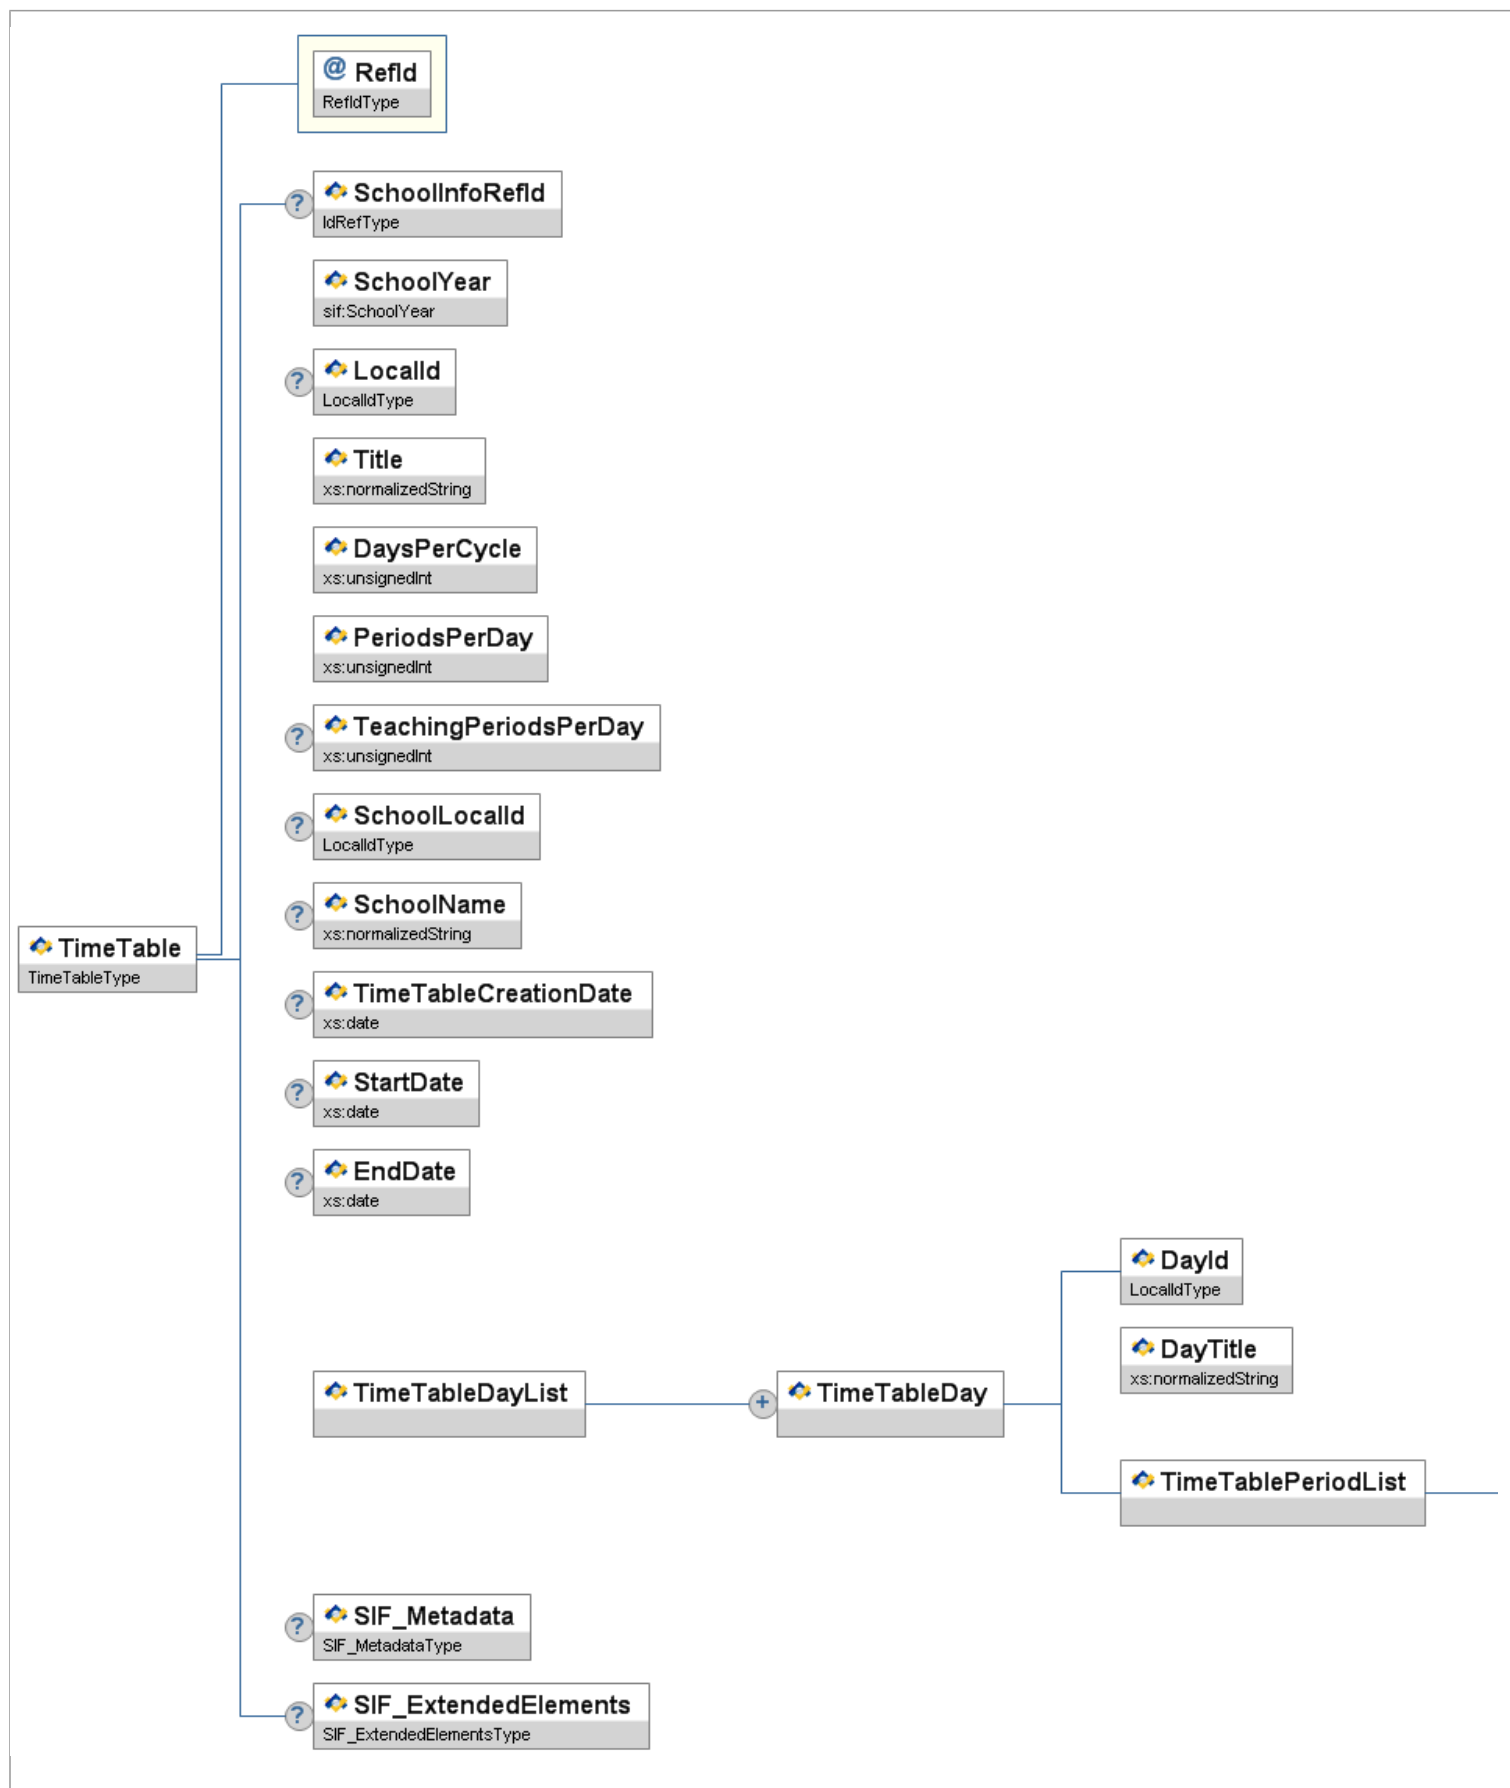 @ RefId
RefIdType
? SchoolInfoRefId
IdRefType
SchoolYear
sif:SchoolYear
? LocalId
LocalIdType
Title
xs:normalizedString
DaysPerCycle
xs:unsignedInt
PeriodsPerDay
xs:unsignedInt
? TeachingPeriodsPerDay
xs:unsignedInt
? SchoolLocalId
LocalIdType
? SchoolName
xs:normalizedString
TimeTable
TimeTableType
? TimeTableCreationDate
xs:date
? StartDate
xs:date
? EndDate
xs:date
DayId
LocalIdType
DayTitle
xs:normalizedString
TimeTableDayList
+ TimeTableDay
TimeTablePeriodList
? SIF_Metadata
SIF_MetadataType
? SIF_ExtendedElements
SIF_ExtendedElementsType